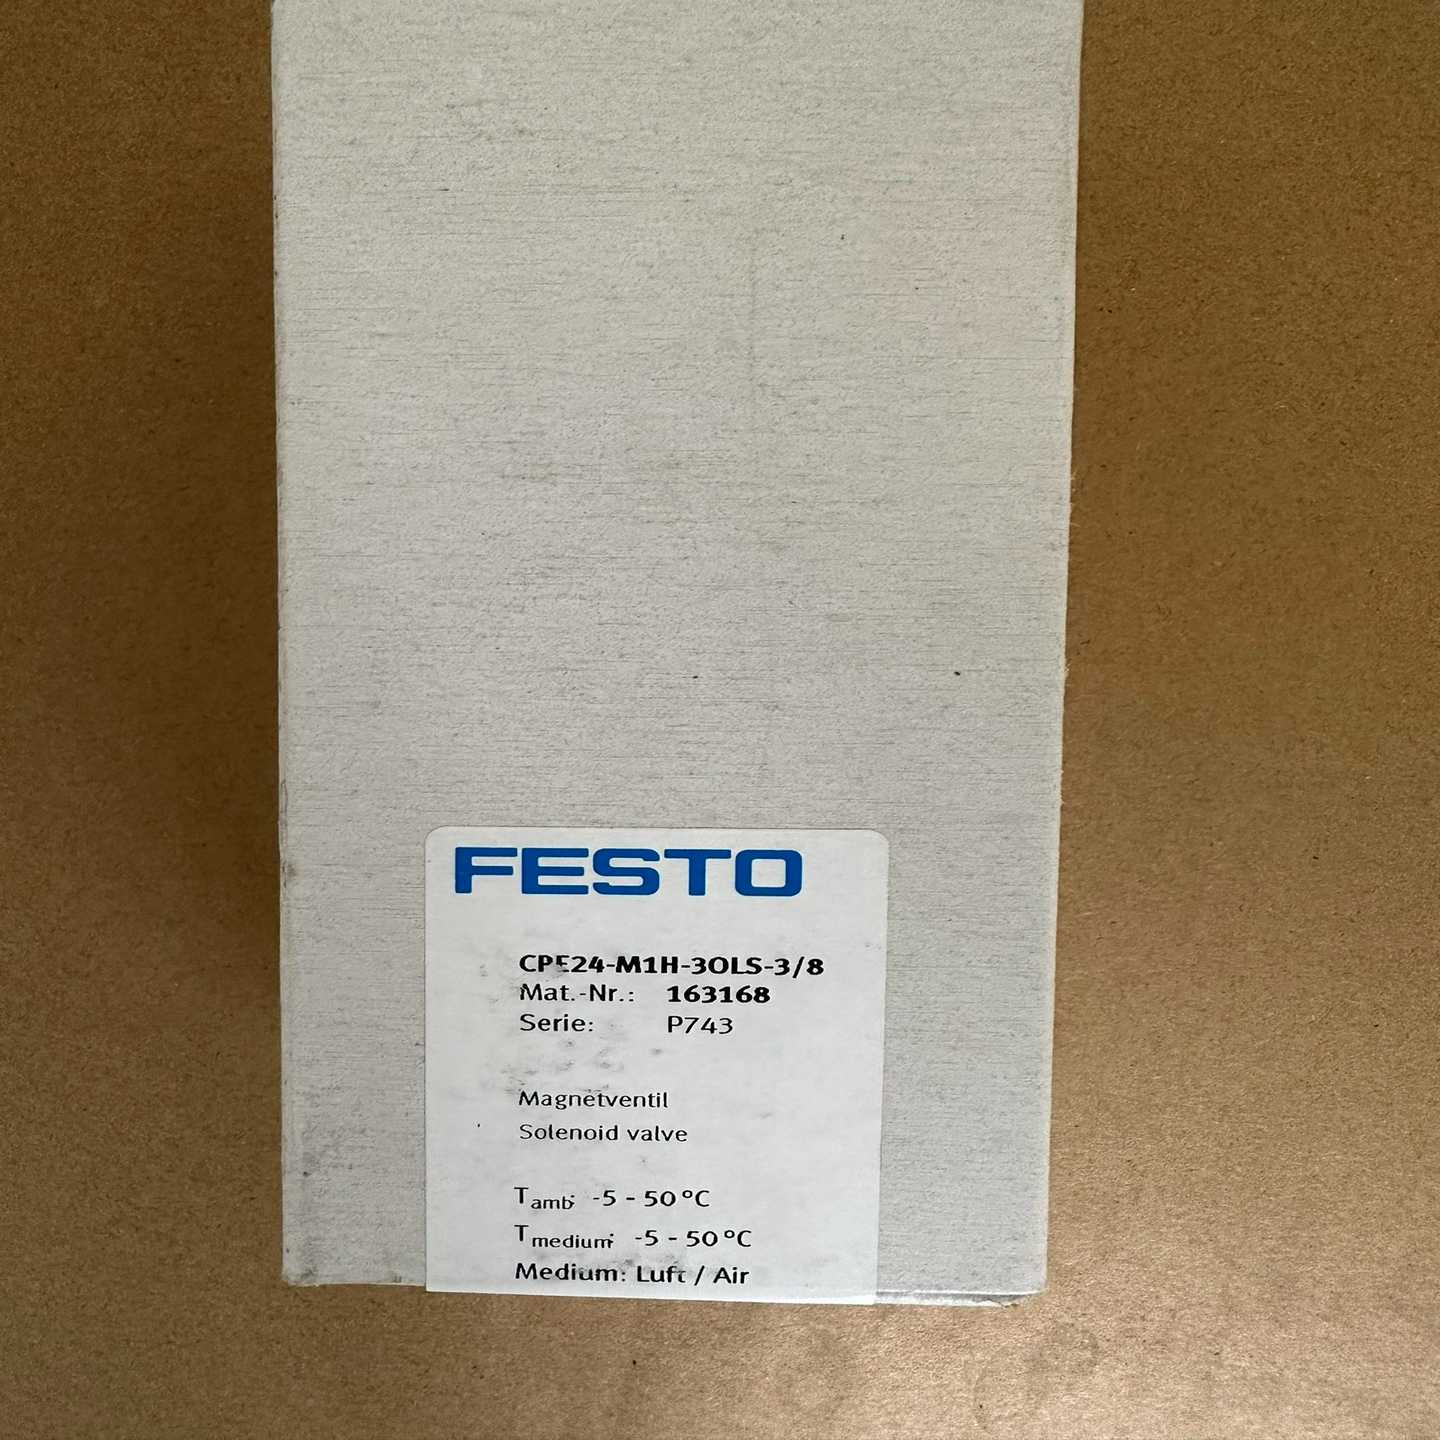 FESTO
CPE24-M1H-3OLS-3/8
Mat.-Nr.: 163168
Serie: P743
Magnetventil
Solenoid valve
Tamb: -5 - 50°C
Tmedium: -5 - 50°C
Medium: Luft / Air